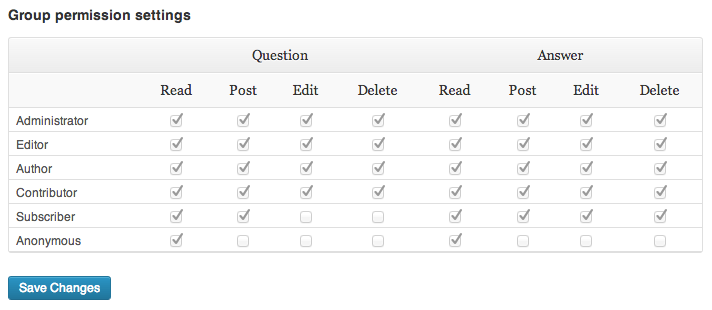 Group permission settings
Question Answer
Read Post Edit Delete Read Post Edit Delete
Administrator
Editor
Author
Contributor
Subscriber
Anonymous
Save Changes